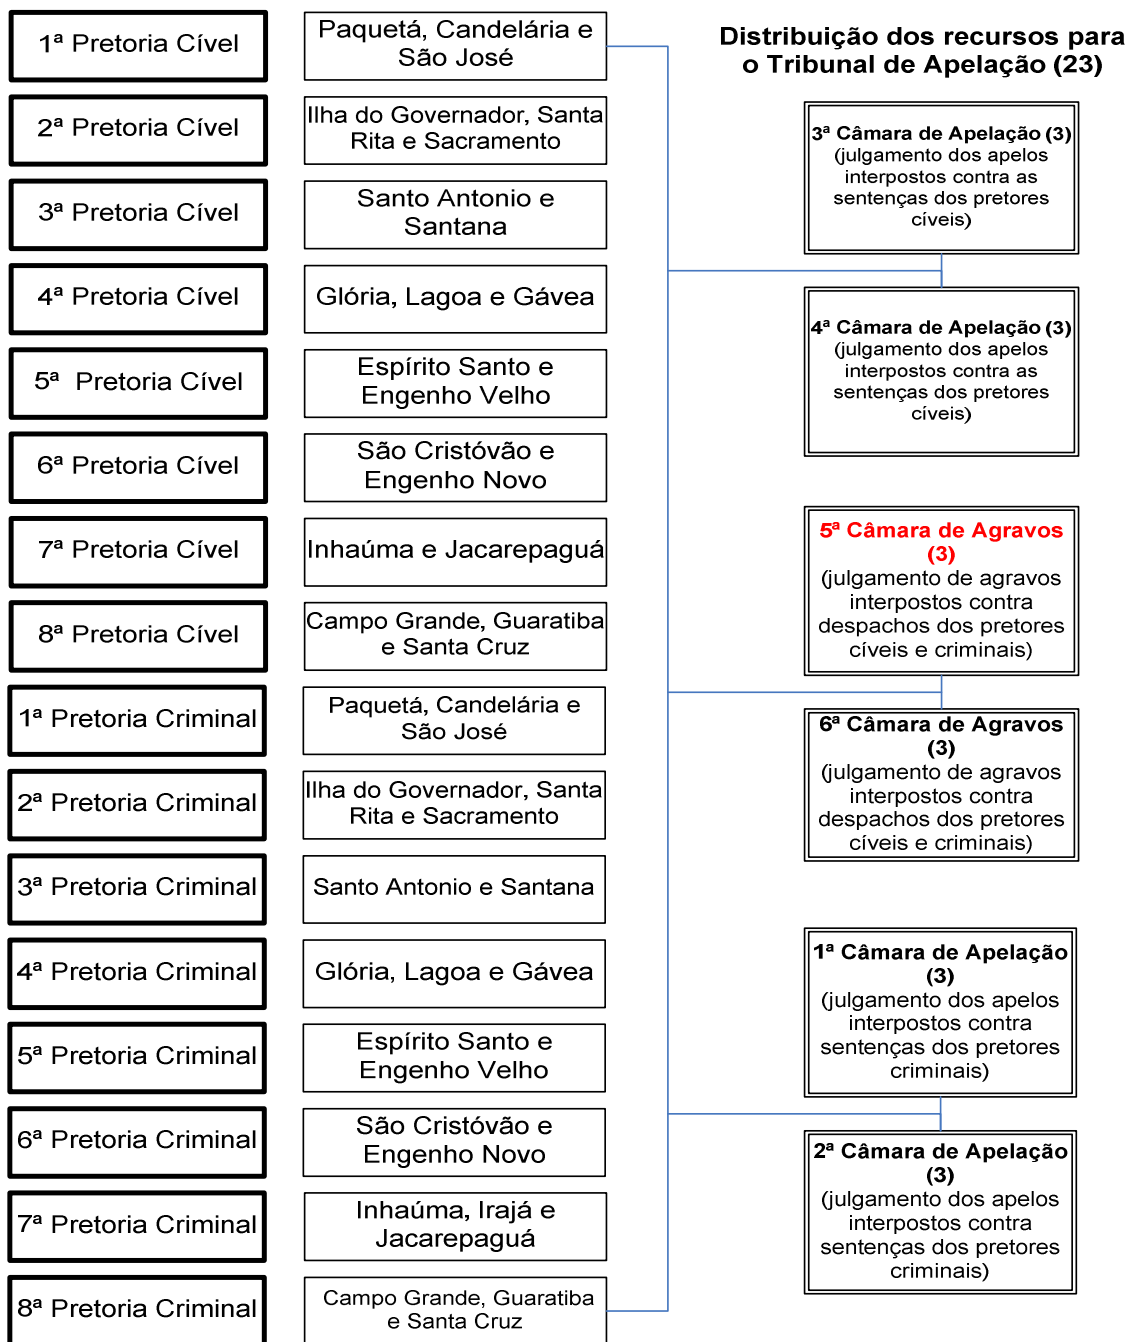 1ª Pretoria Cível
Paquetá, Candelária e
São José
2ª Pretoria Cível
Ilha do Governador, Santa
Rita e Sacramento
3ª Pretoria Cível
Santo Antonio e
Santana
4ª Pretoria Cível
Glória, Lagoa e Gávea
5ª Pretoria Cível
Espírito Santo e
Engenho Velho
6ª Pretoria Cível
São Cristóvão e
Engenho Novo
7ª Pretoria Cível
Inhaúma e Jacarepaguá
8ª Pretoria Cível
Campo Grande, Guaratiba
e Santa Cruz
1ª Pretoria Criminal
Paquetá, Candelária e
São José
2ª Pretoria Criminal
Ilha do Governador, Santa
Rita e Sacramento
3ª Pretoria Criminal
Santo Antonio e Santana
4ª Pretoria Criminal
Glória, Lagoa e Gávea
5ª Pretoria Criminal
Espírito Santo e
Engenho Velho
6ª Pretoria Criminal
São Cristóvão e
Engenho Novo
7ª Pretoria Criminal
Inhaúma, Irajá e
Jacarepaguá
8ª Pretoria Criminal
Campo Grande, Guaratiba
e Santa Cruz
Distribuição dos recursos para
o Tribunal de Apelação (23)
3ª Câmara de Apelação (3)
(julgamento dos apelos
interpostos contra as
sentenças dos pretores
cíveis)
4ª Câmara de Apelação (3)
(julgamento dos apelos
interpostos contra as
sentenças dos pretores
cíveis)
5ª Câmara de Agravos
(3)
(julgamento de agravos
interpostos contra
despachos dos pretores
cíveis e criminais)
6ª Câmara de Agravos
(3)
(julgamento de agravos
interpostos contra
despachos dos pretores
cíveis e criminais)
1ª Câmara de Apelação
(3)
(julgamento dos apelos
interpostos contra
sentenças dos pretores
criminais)
2ª Câmara de Apelação
(3)
(julgamento dos apelos
interpostos contra
sentenças dos pretores
criminais)